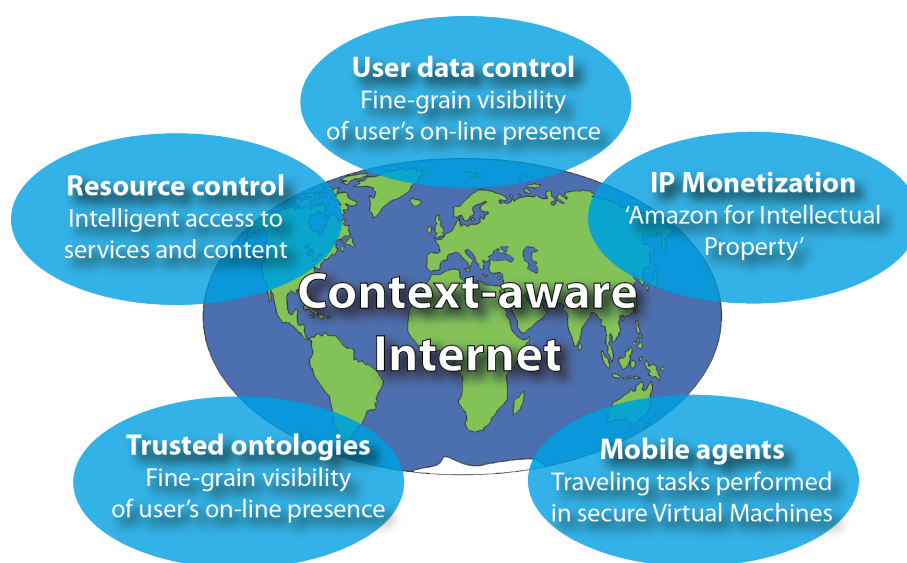 User data control
Fine-grain visibility
of user's on-line presence
Resource control
Intelligent access to
services and content
IP Monetization
‘Amazon for Intellectual
Property’
Context-aware
Internet
Trusted ontologies
Fine-grain visibility
of user's on-line presence
Mobile agents
Traveling tasks performed
in secure Virtual Machines